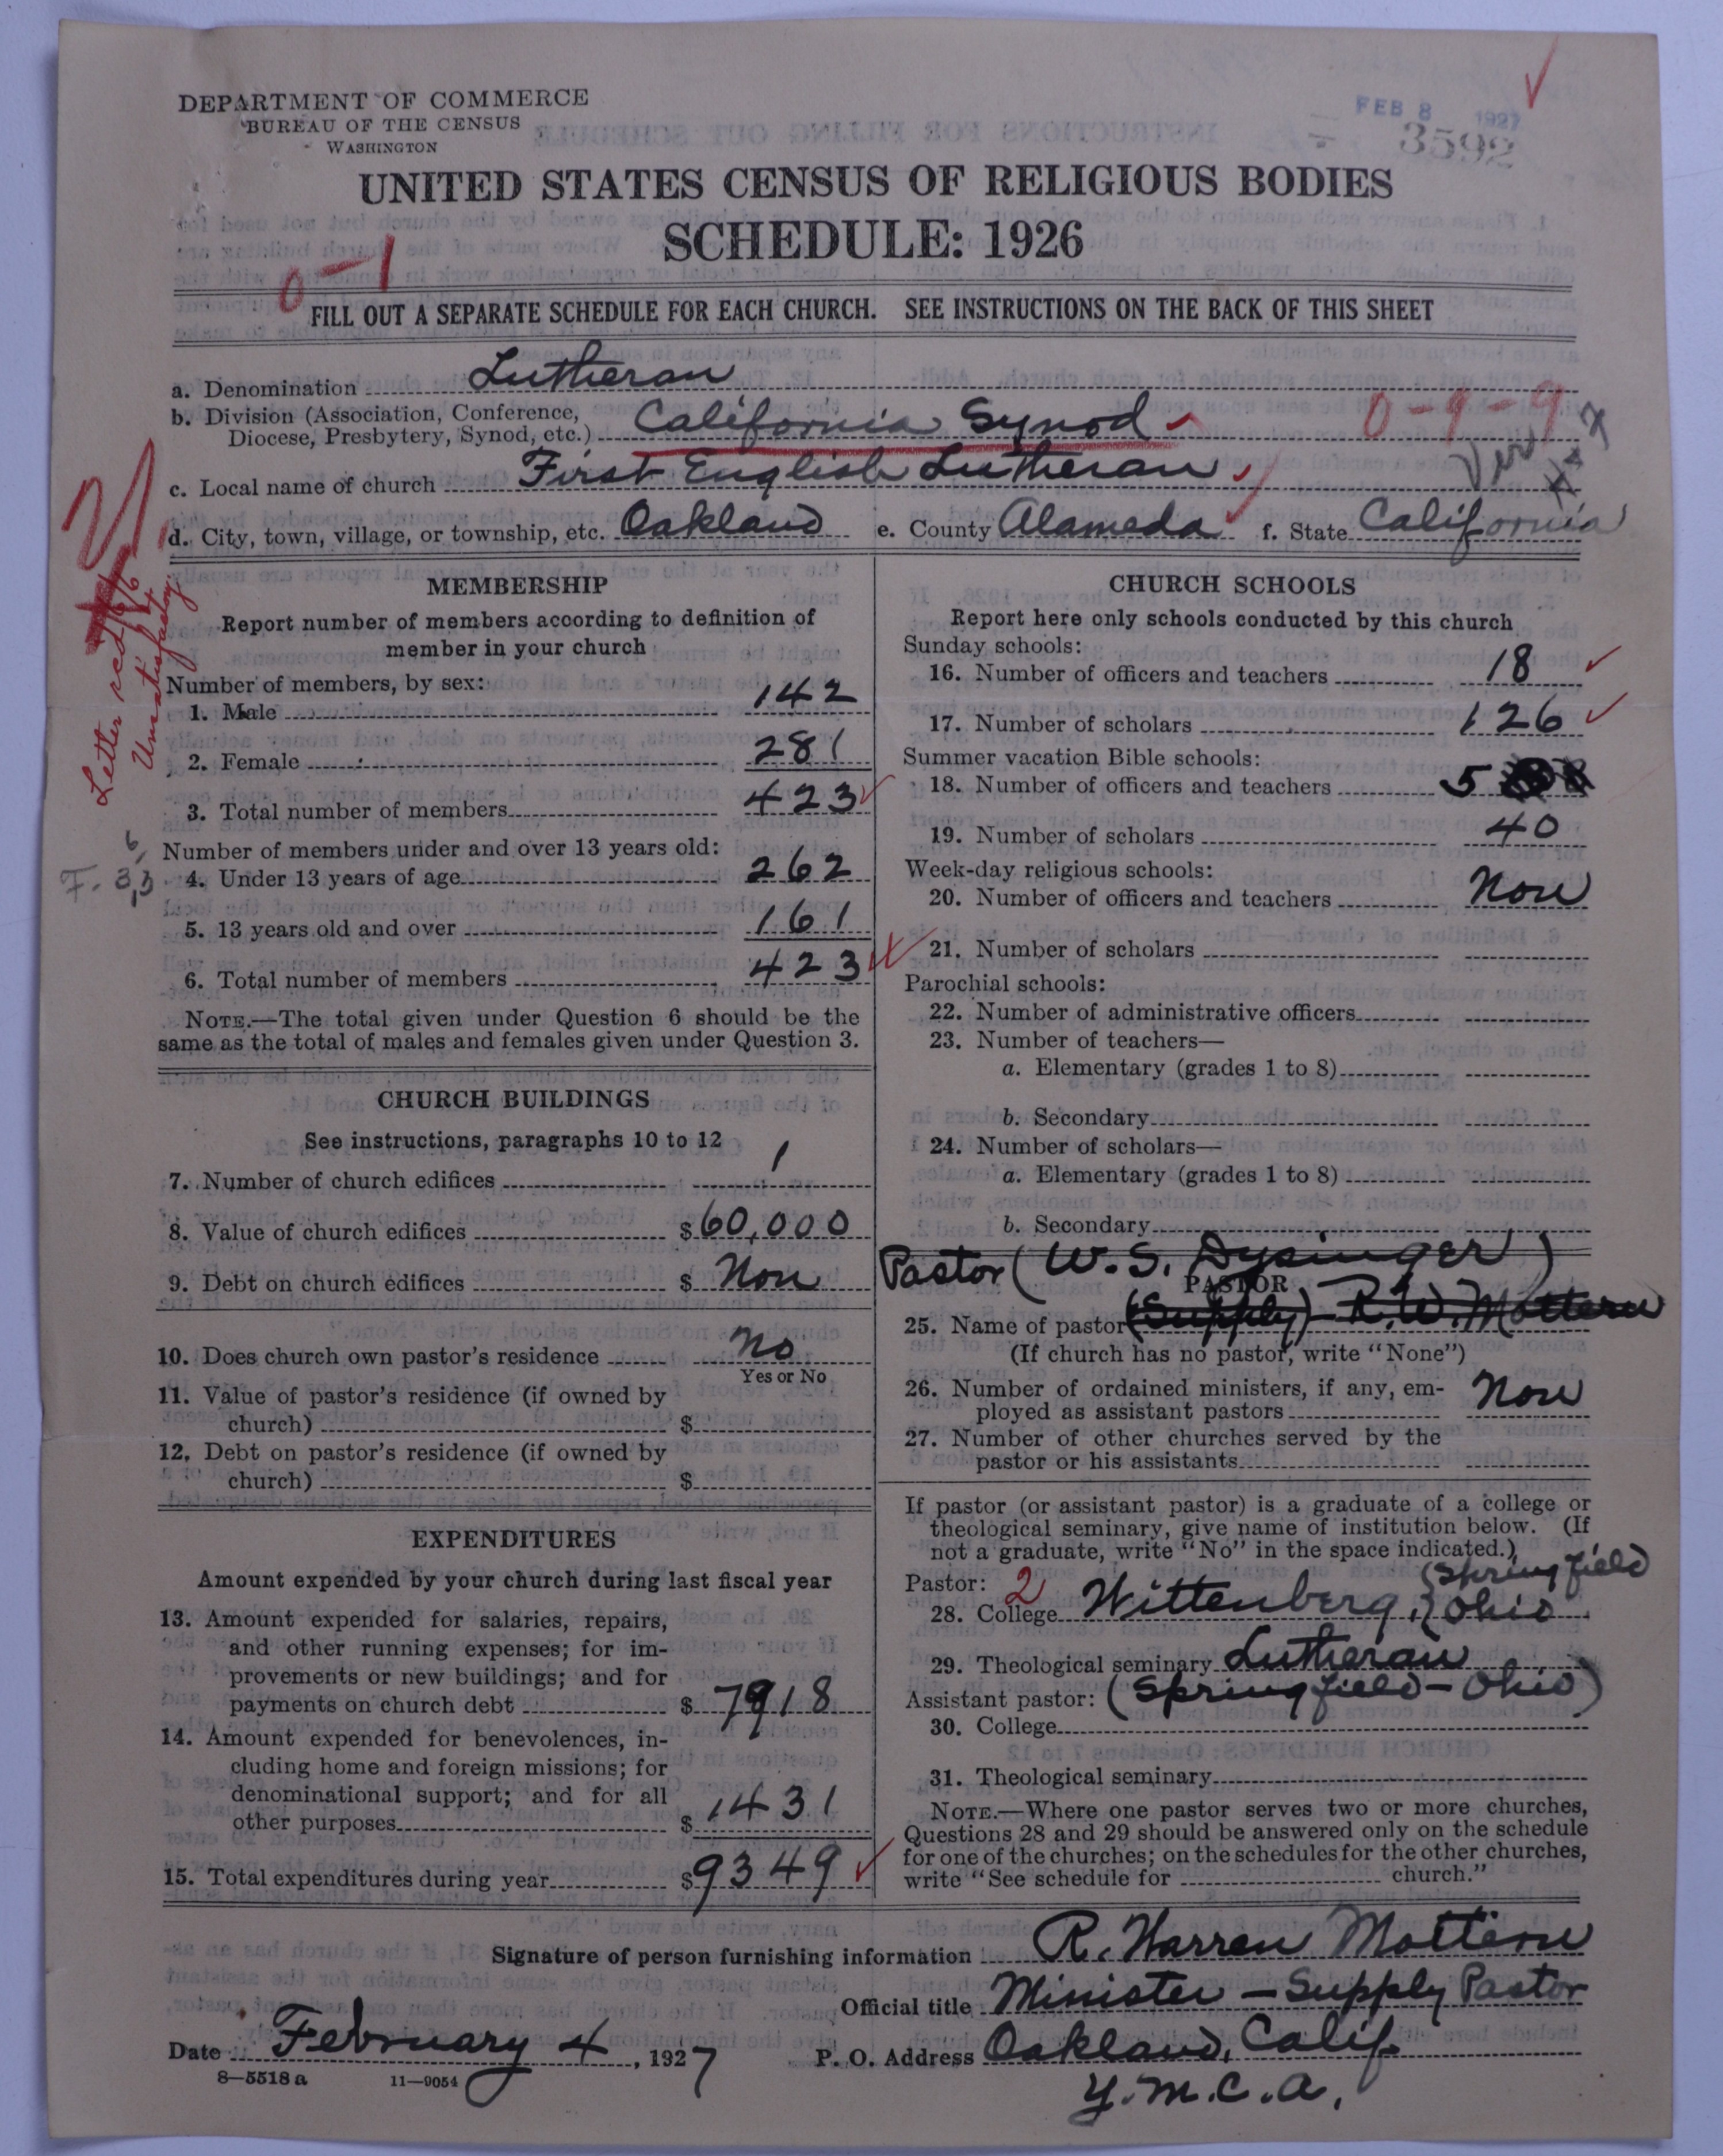 DEPARTMENT OF COMMERCE
BUREAU OF THE CENSUS
WASHINGTON
FEB 8 1927
3592
UNITED STATES CENSUS OF RELIGIOUS BODIES
SCHEDULE: 1926
0-1
FILL OUT A SEPARATE SCHEDULE FOR EACH CHURCH. SEE INSTRUCTIONS ON THE BACK OF THIS SHEET
a. Denomination Lutheran
b. Division (Association, Conference,
Diocese, Presbytery, Synod, etc.) California Synod 0-9-9
c. Local name of church First English Lutheran
d. City, town, village, or township, etc. Oakland e. County Alameda f. State California
Letter recd 6/6
Unsatisfactory
MEMBERSHIP
Report number of members according to definition of
member in your church
Number of members, by sex:
1. Male 142
2. Female 281
3. Total number of members 423
Number of members under and over 13 years old:
4. Under 13 years of age 262
5. 13 years old and over 161
6. Total number of members 423
NOTE.—The total given under Question 6 should be the
same as the total of males and females given under Question 3.
CHURCH BUILDINGS
See instructions, paragraphs 10 to 12
7. Number of church edifices 1
8. Value of church edifices $60,000
9. Debt on church edifices $ None
10. Does church own pastor's residence No
Yes or No
11. Value of pastor's residence (if owned by
church) $
12. Debt on pastor's residence (if owned by
church) $
EXPENDITURES
Amount expended by your church during last fiscal year
13. Amount expended for salaries, repairs,
and other running expenses; for im-
provements or new buildings; and for
payments on church debt $ 7918
14. Amount expended for benevolences, in-
cluding home and foreign missions; for
denominational support; and for all
other purposes $ 1431
15. Total expenditures during year $9349
CHURCH SCHOOLS
Report here only schools conducted by this church
Sunday schools:
16. Number of officers and teachers 18
17. Number of scholars 126
Summer vacation Bible schools:
18. Number of officers and teachers 5
19. Number of scholars 40
Week-day religious schools:
20. Number of officers and teachers None
21. Number of scholars
Parochial schools:
22. Number of administrative officers
23. Number of teachers—
a. Elementary (grades 1 to 8)
b. Secondary
24. Number of scholars—
a. Elementary (grades 1 to 8)
b. Secondary
Pastor (W. S. Dysinger)
PASTOR
25. Name of pastor (Supply) - R. W. Mottern
(If church has no pastor, write "None")
26. Number of ordained ministers, if any, em-
ployed as assistant pastors None
27. Number of other churches served by the
pastor or his assistants
If pastor (or assistant pastor) is a graduate of a college or
theological seminary, give name of institution below. (If
not a graduate, write "No" in the space indicated.)
Pastor: 2
28. College Wittenberg, {Springfield Ohio
29. Theological seminary Lutheran
Assistant pastor: (Springfield - Ohio)
30. College
31. Theological seminary
NOTE.—Where one pastor serves two or more churches,
Questions 28 and 29 should be answered only on the schedule
for one of the churches; on the schedules for the other churches,
write "See schedule for church."
Signature of person furnishing information R. Warren Mottern
Official title Minister - Supply Pastor
Date February 4, 1927 P. O. Address Oakland, Calif.
8—5518 a 11—9054 Y.M.C.A.